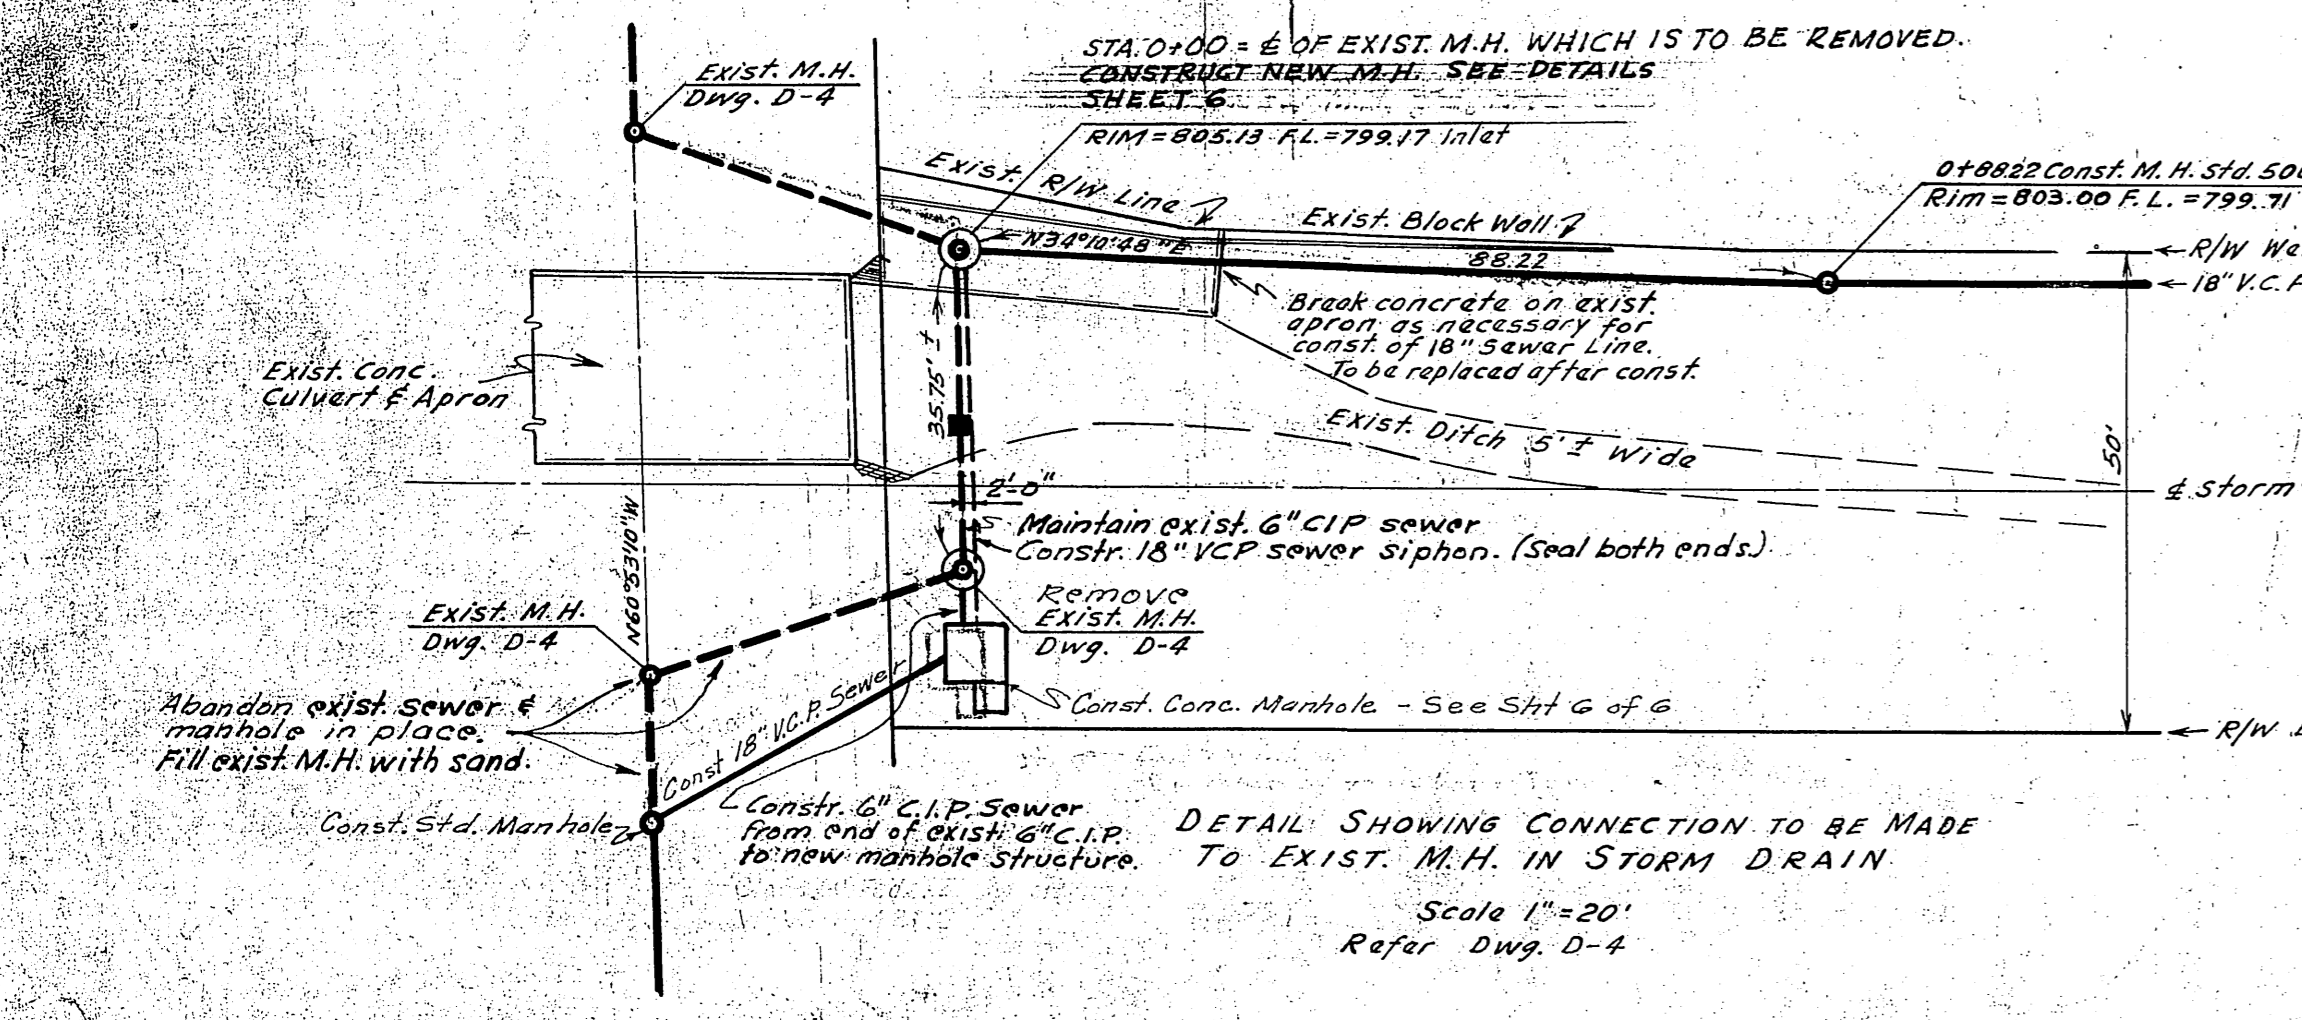 STA. 0+00 = ℄ OF EXIST. M.H. WHICH IS TO BE REMOVED.
CONSTRUCT NEW M.H. SEE DETAILS
SHEET 6
RIM = 805.13 F.L. = 799.17 Inlet
Exist. M.H.
Dwg. D-4
Exist. R/W Line
Exist. Block Wall
0+88.22 Const. M.H. Std. 50
Rim = 803.00 F.L. = 799.71
N34°10'48"E
88.22
R/W
18" V.C.
Break concrete on exist.
apron as necessary for
const. of 18" Sewer Line.
To be replaced after const.
Exist. Conc.
Culvert & Apron
35.75' ±
Exist. Ditch 5' ± Wide
50'
2'-0"
℄ Storm
N60°53'10"W.
Maintain exist. 6" CIP sewer
Constr. 18" VCP sewer siphon. (Seal both ends.)
Remove
Exist. M.H.
Dwg. D-4
Exist. M.H.
Dwg. D-4
Abandon exist. sewer &
manhole in place.
Fill exist. M.H. with sand.
Const 18" V.C.P. Sewer
Const. Conc. Manhole - See Sht 6 of 6
R/W
Const. Std. Manhole
Constr. 6" C.I.P. Sewer
from end of exist. 6" C.I.P.
to new manhole structure.
DETAIL SHOWING CONNECTION TO BE MADE
TO EXIST. M.H. IN STORM DRAIN
Scale 1" = 20'
Refer Dwg. D-4